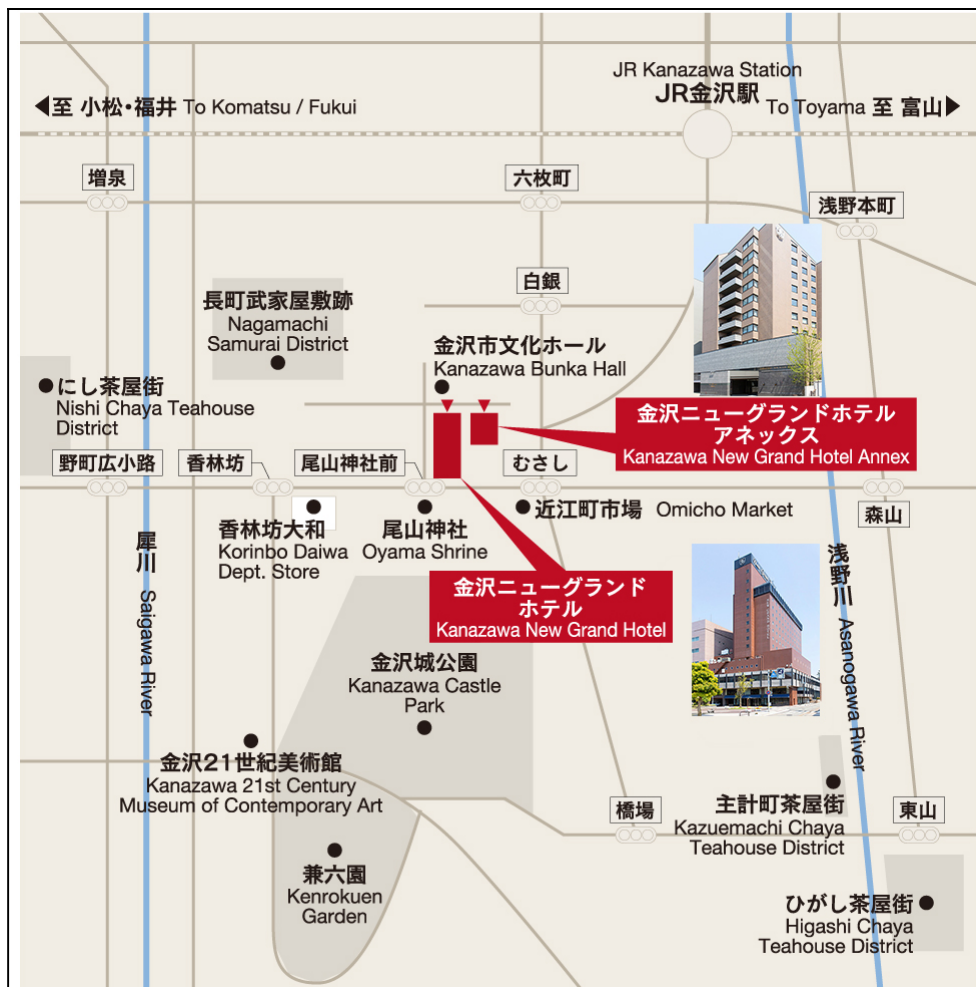 JR Kanazawa Station
JR金沢駅
◀至 小松・福井 To Komatsu / Fukui
To Toyama 至 富山▶
増泉
六枚町
浅野本町
白銀
長町武家屋敷跡
Nagamachi
Samurai District
金沢市文化ホール
Kanazawa Bunka Hall
にし茶屋街
Nishi Chaya Teahouse
District
金沢ニューグランドホテル
アネックス
Kanazawa New Grand Hotel Annex
野町広小路
香林坊
尾山神社前
むさし
森山
香林坊大和
Korinbo Daiwa
Dept. Store
尾山神社
Oyama Shrine
近江町市場 Omicho Market
犀川 Saigawa River
浅野川 Asanogawa River
金沢ニューグランド
ホテル
Kanazawa New Grand Hotel
金沢城公園
Kanazawa Castle
Park
金沢21世紀美術館
Kanazawa 21st Century
Museum of Contemporary Art
橋場
主計町茶屋街
Kazuemachi Chaya
Teahouse District
東山
兼六園
Kenrokuen
Garden
ひがし茶屋街
Higashi Chaya
Teahouse District